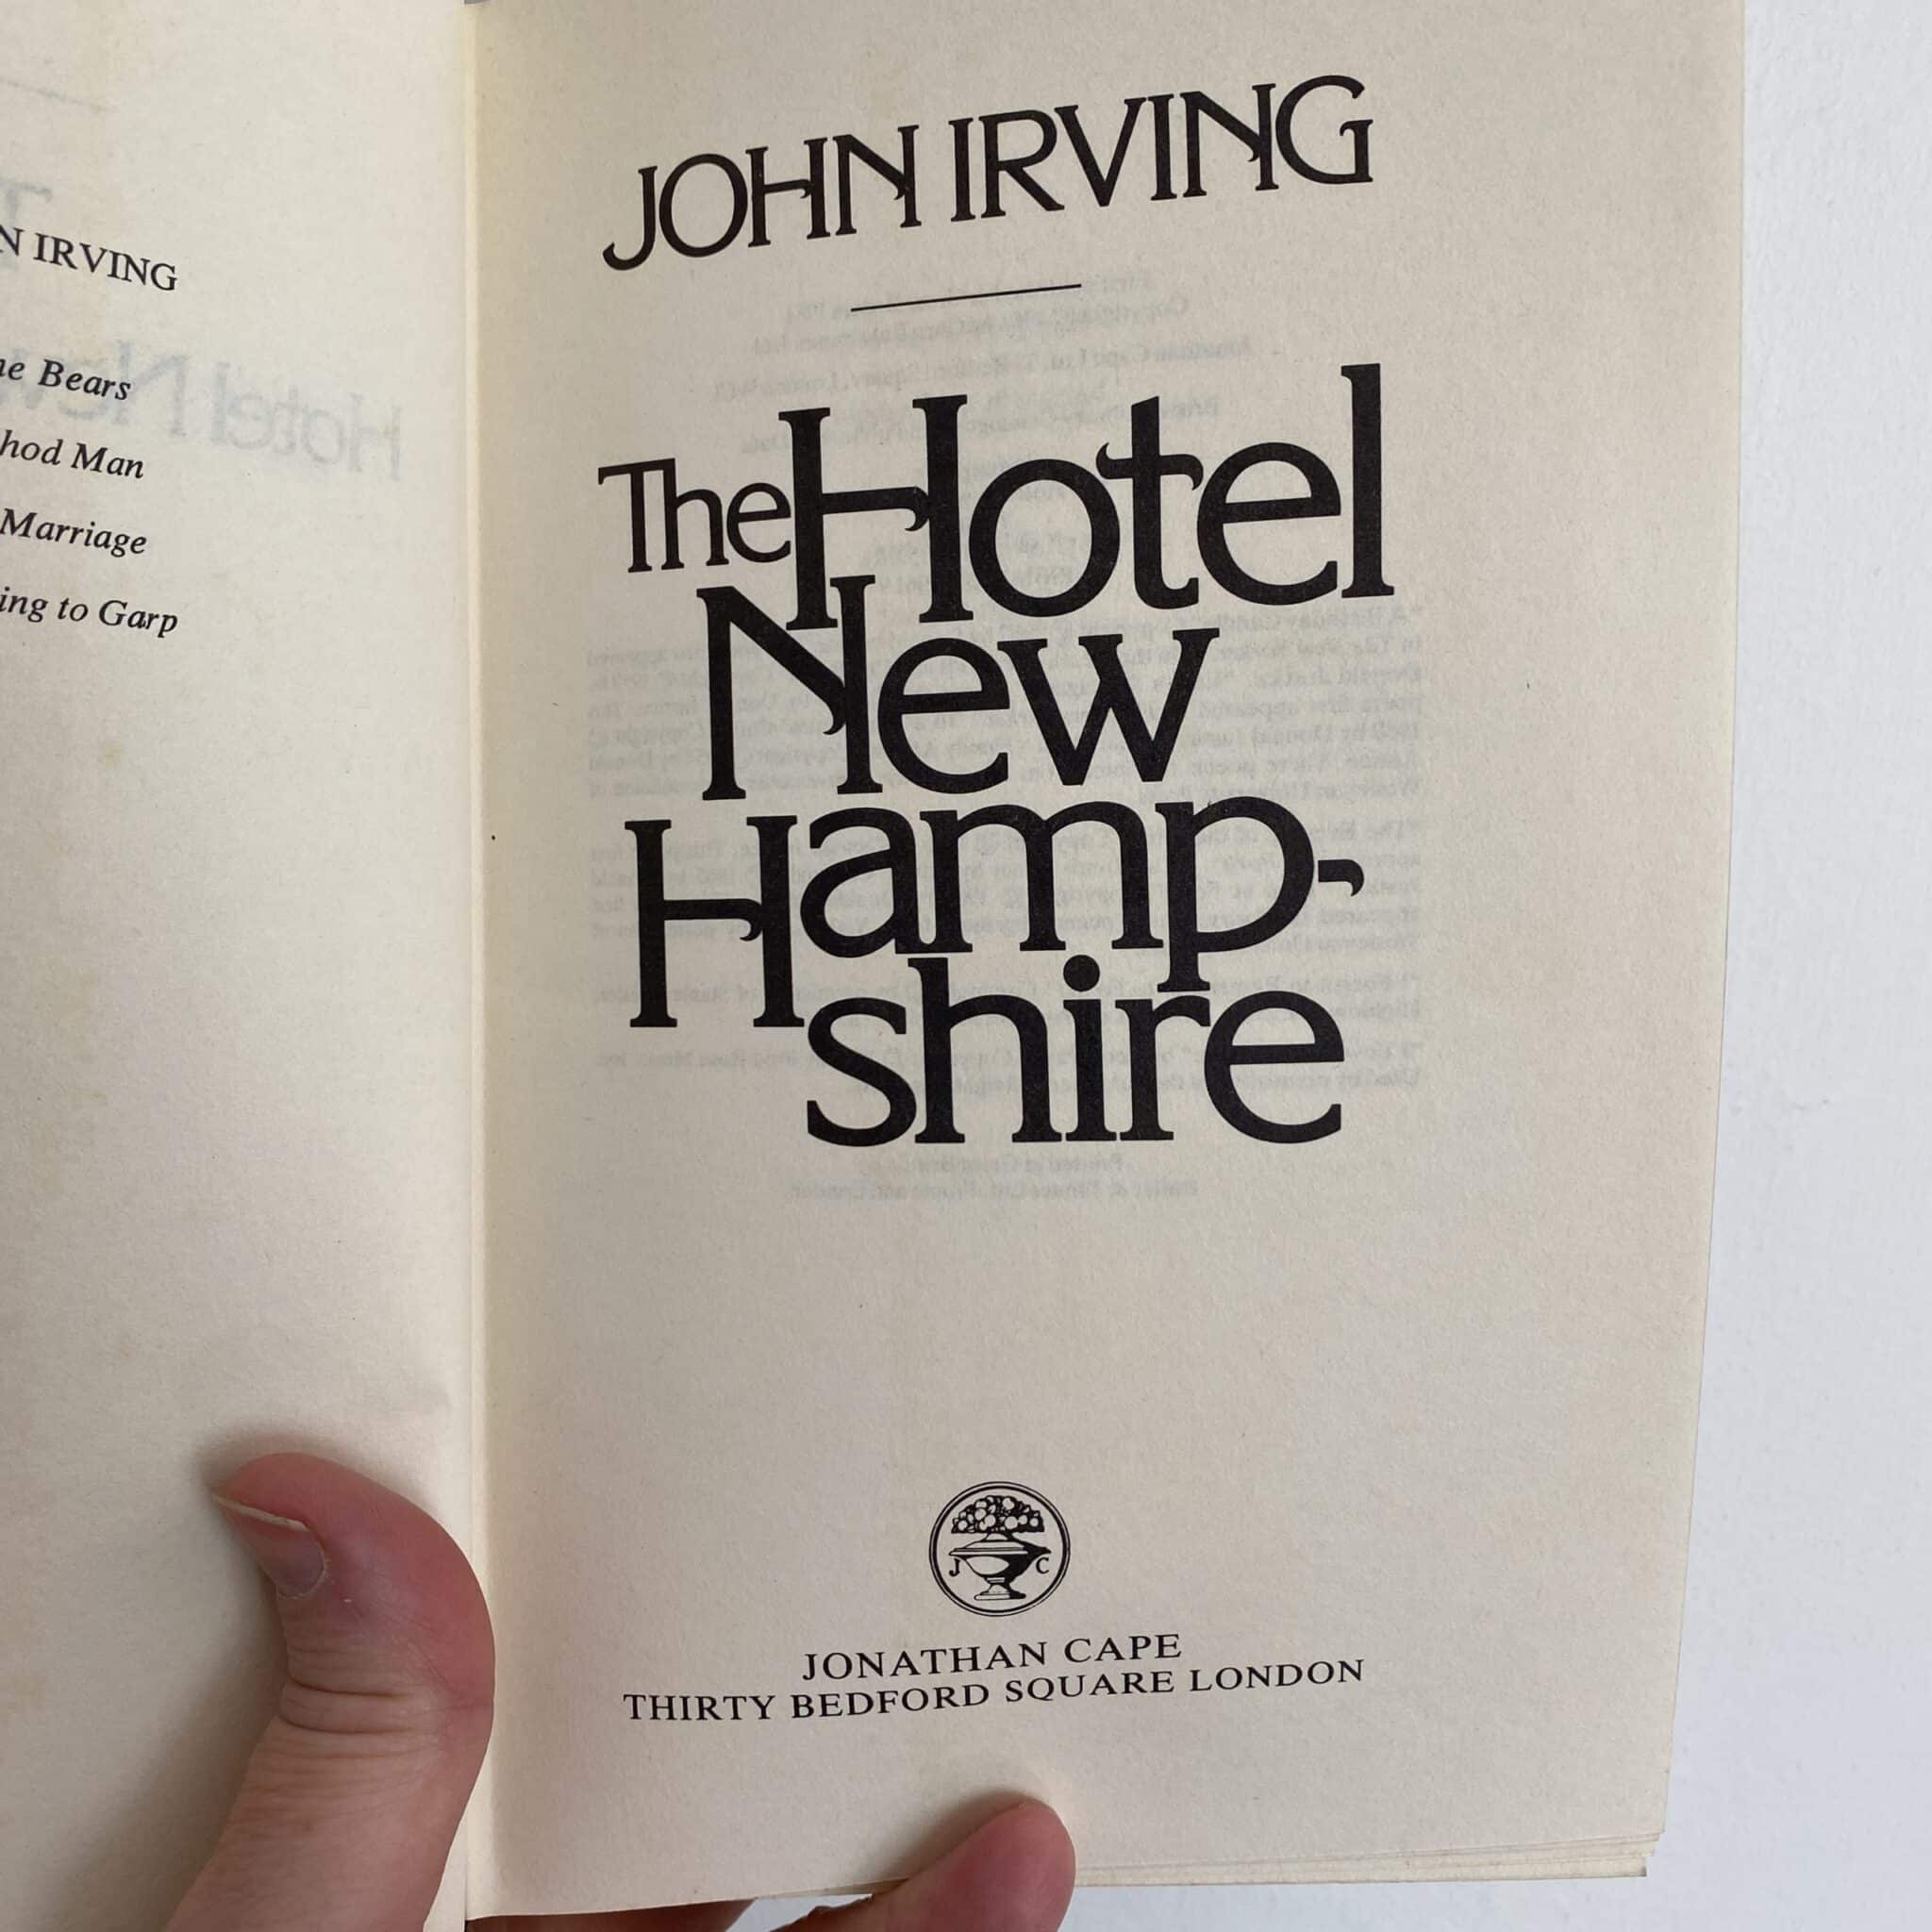 N IRVING
ne Bears
hod Man
Marriage
ing to Garp
JOHN IRVING
The Hotel
New
Hamp-
shire
J C
JONATHAN CAPE
THIRTY BEDFORD SQUARE LONDON